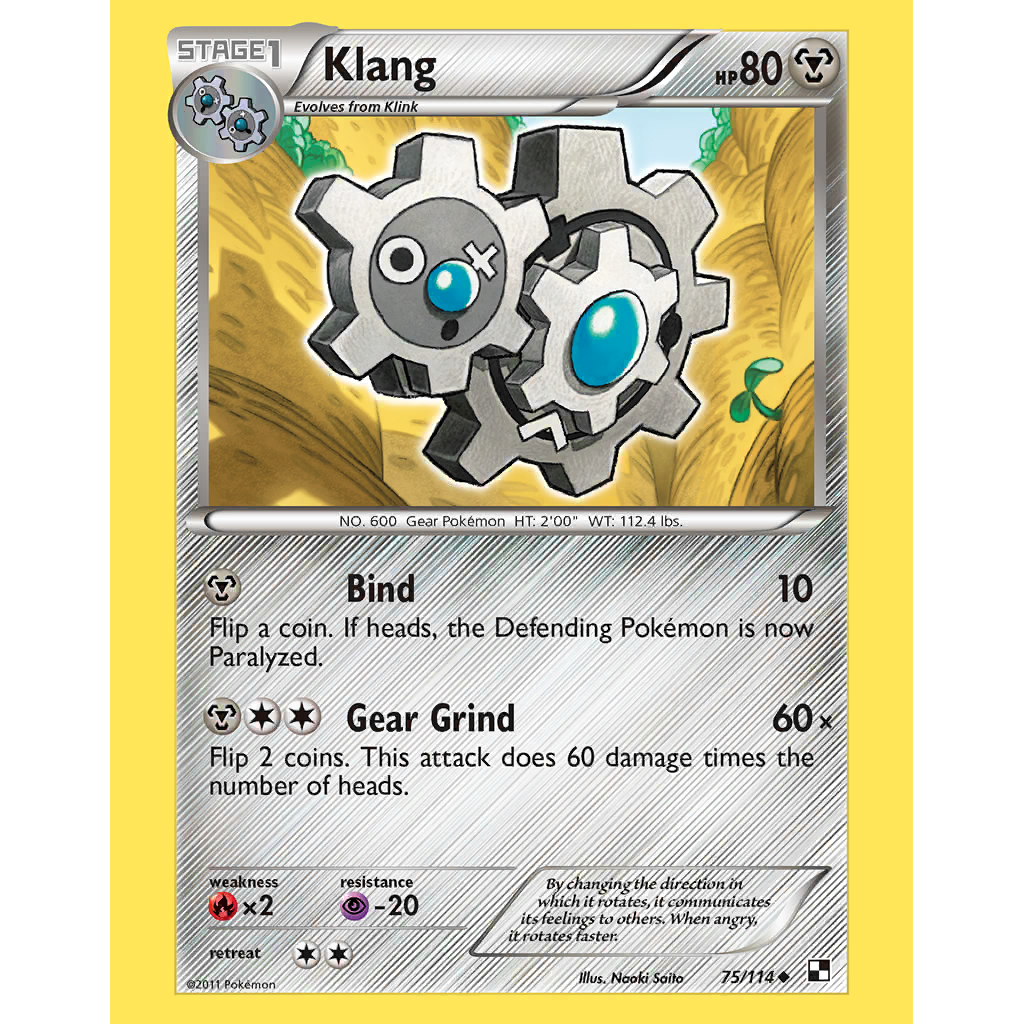 STAGE1
Klang
HP80
Evolves from Klink
NO. 600 Gear Pokémon HT: 2'00" WT: 112.4 lbs.
Bind 10
Flip a coin. If heads, the Defending Pokémon is now
Paralyzed.
Gear Grind 60×
Flip 2 coins. This attack does 60 damage times the
number of heads.
weakness
×2
resistance
-20
retreat
By changing the direction in
which it rotates, it communicates
its feelings to others. When angry,
it rotates faster.
Illus. Naoki Saito 75/114
©2011 Pokémon